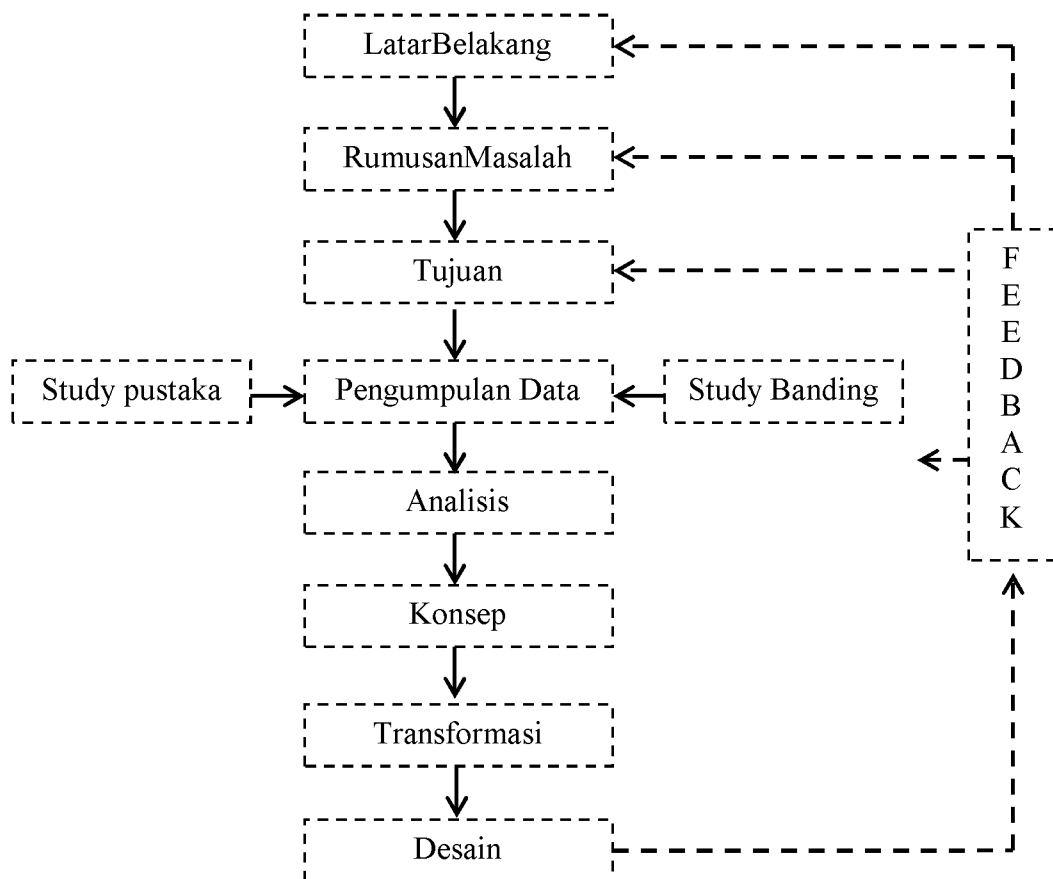 LatarBelakang
RumusanMasalah
Tujuan
Study pustaka
Pengumpulan Data
Study Banding
Analisis
Konsep
Transformasi
Desain
F
E
E
D
B
A
C
K